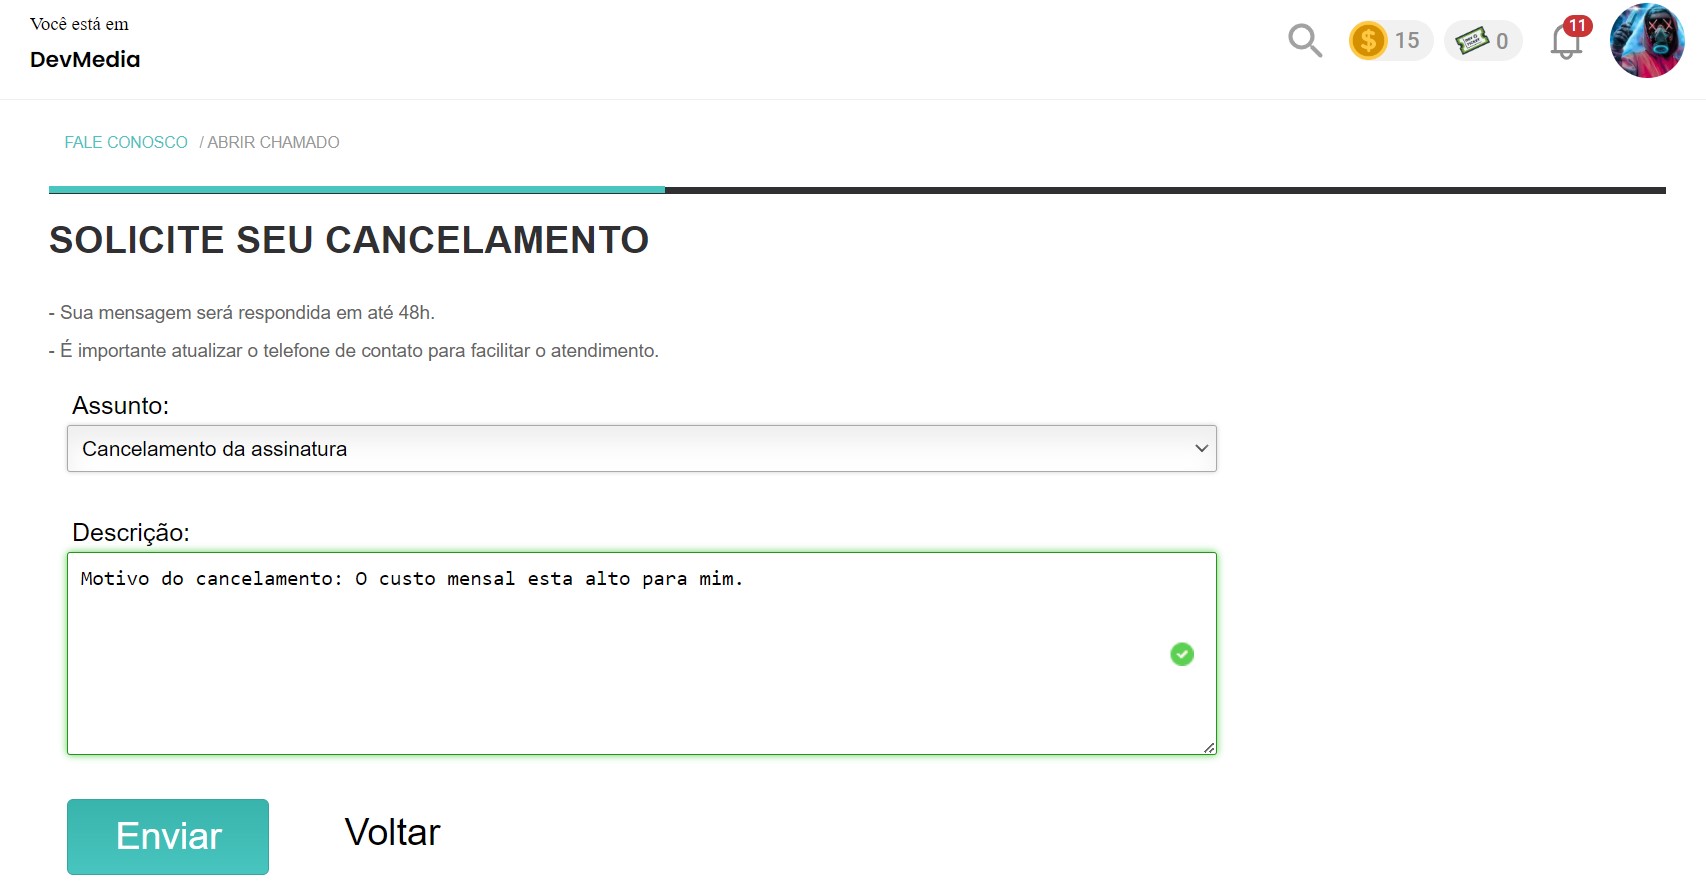 Você está em
DevMedia
15
0
11
FALE CONOSCO / ABRIR CHAMADO
SOLICITE SEU CANCELAMENTO
- Sua mensagem será respondida em até 48h.
- É importante atualizar o telefone de contato para facilitar o atendimento.
Assunto:
Cancelamento da assinatura
Descrição:
Motivo do cancelamento: O custo mensal esta alto para mim.
Enviar
Voltar